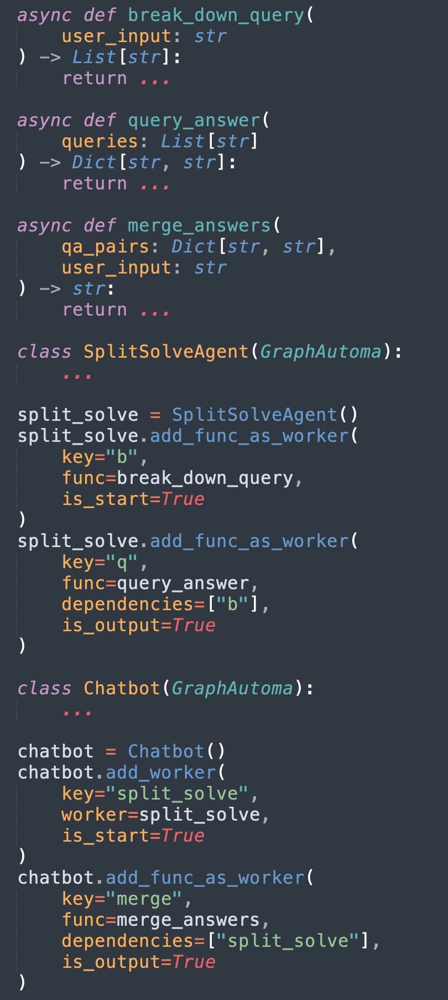 async def break_down_query(
    user_input: str
) -> List[str]:
    return ...

async def query_answer(
    queries: List[str]
) -> Dict[str, str]:
    return ...

async def merge_answers(
    qa_pairs: Dict[str, str],
    user_input: str
) -> str:
    return ...

class SplitSolveAgent(GraphAutoma):
    ...

split_solve = SplitSolveAgent()
split_solve.add_func_as_worker(
    key="b",
    func=break_down_query,
    is_start=True
)
split_solve.add_func_as_worker(
    key="q",
    func=query_answer,
    dependencies=["b"],
    is_output=True
)

class Chatbot(GraphAutoma):
    ...

chatbot = Chatbot()
chatbot.add_worker(
    key="split_solve",
    worker=split_solve,
    is_start=True
)
chatbot.add_func_as_worker(
    key="merge",
    func=merge_answers,
    dependencies=["split_solve"],
    is_output=True
)